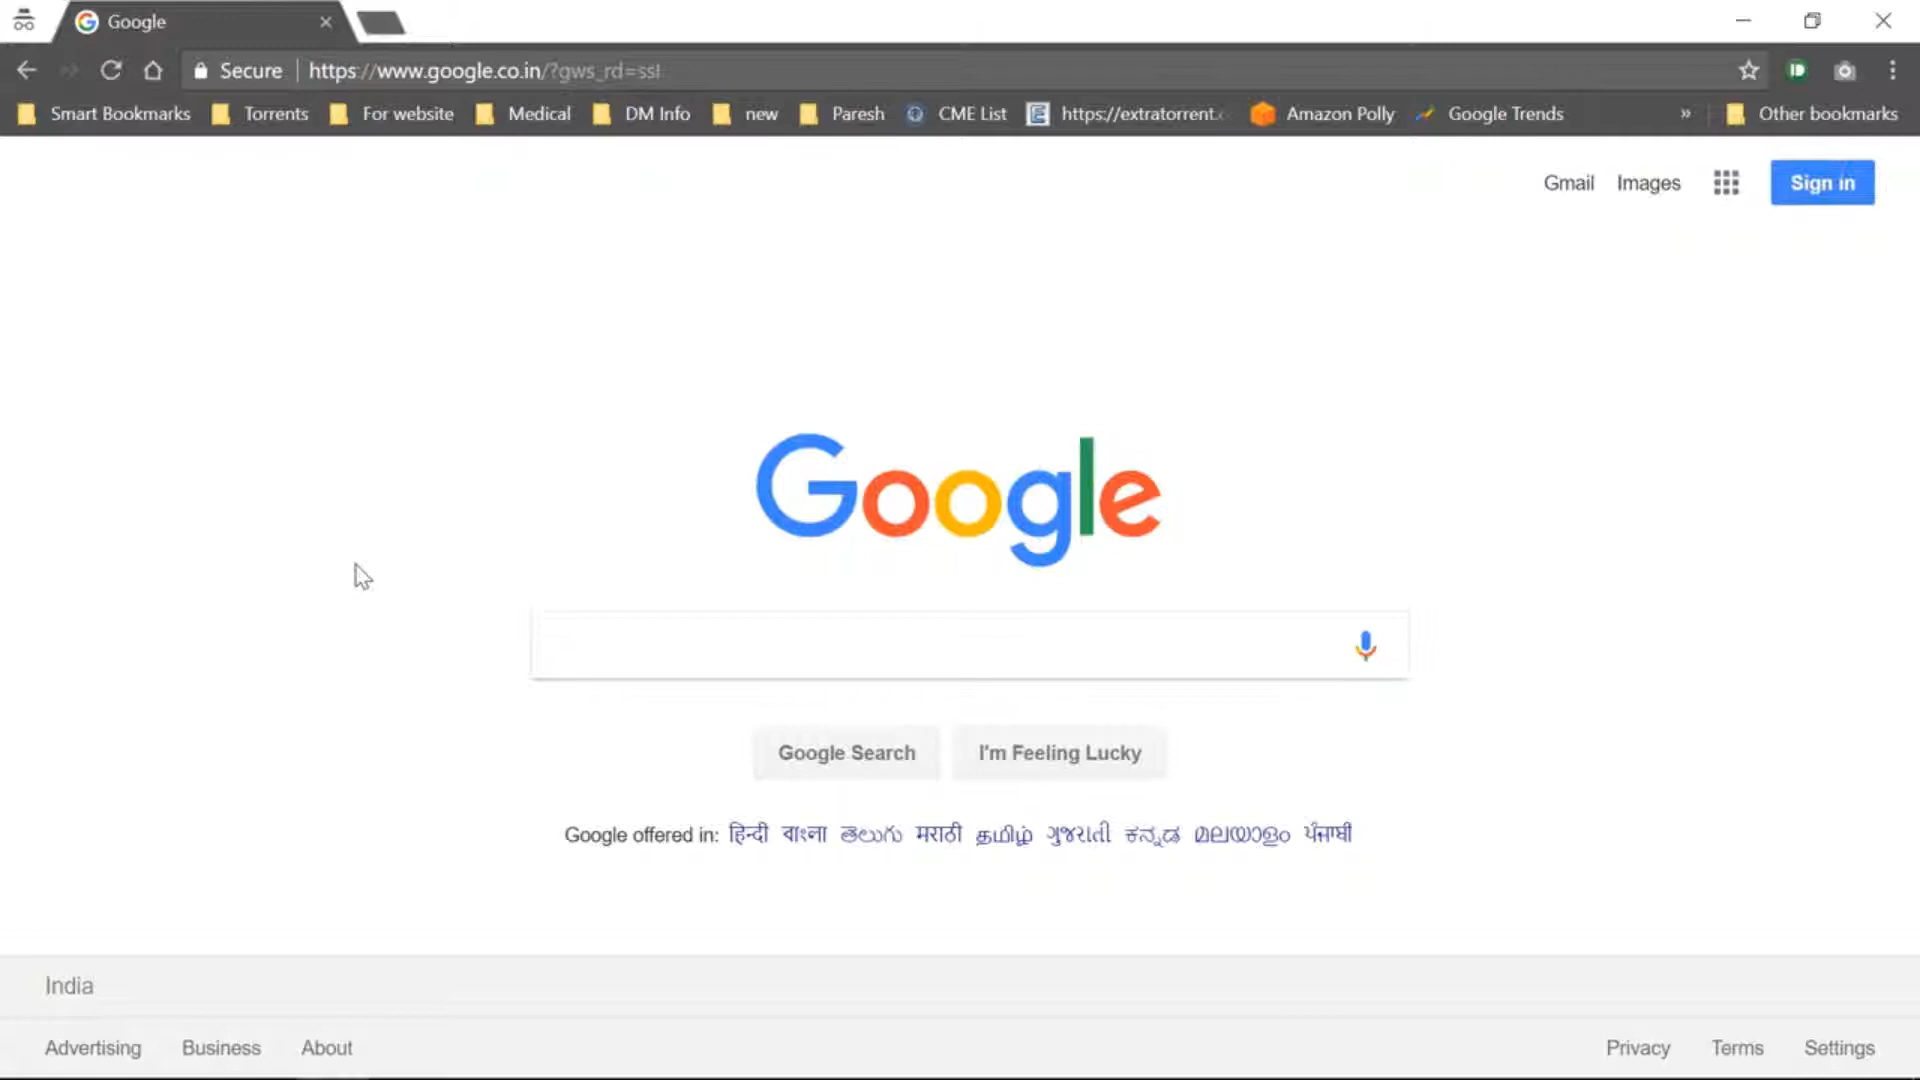 Google
Secure https://www.google.co.in/?gws_rd=ssl
Smart Bookmarks Torrents For website Medical DM Info new Paresh CME List https://extratorrent.c Amazon Polly Google Trends » Other bookmarks
Gmail Images Sign in
Google
Google Search I'm Feeling Lucky
Google offered in: हिन्दी বাংলা తెలుగు मराठी தமிழ் ગુજરાતી ಕನ್ನಡ മലയാളം ਪੰਜਾਬੀ
India
Advertising Business About Privacy Terms Settings